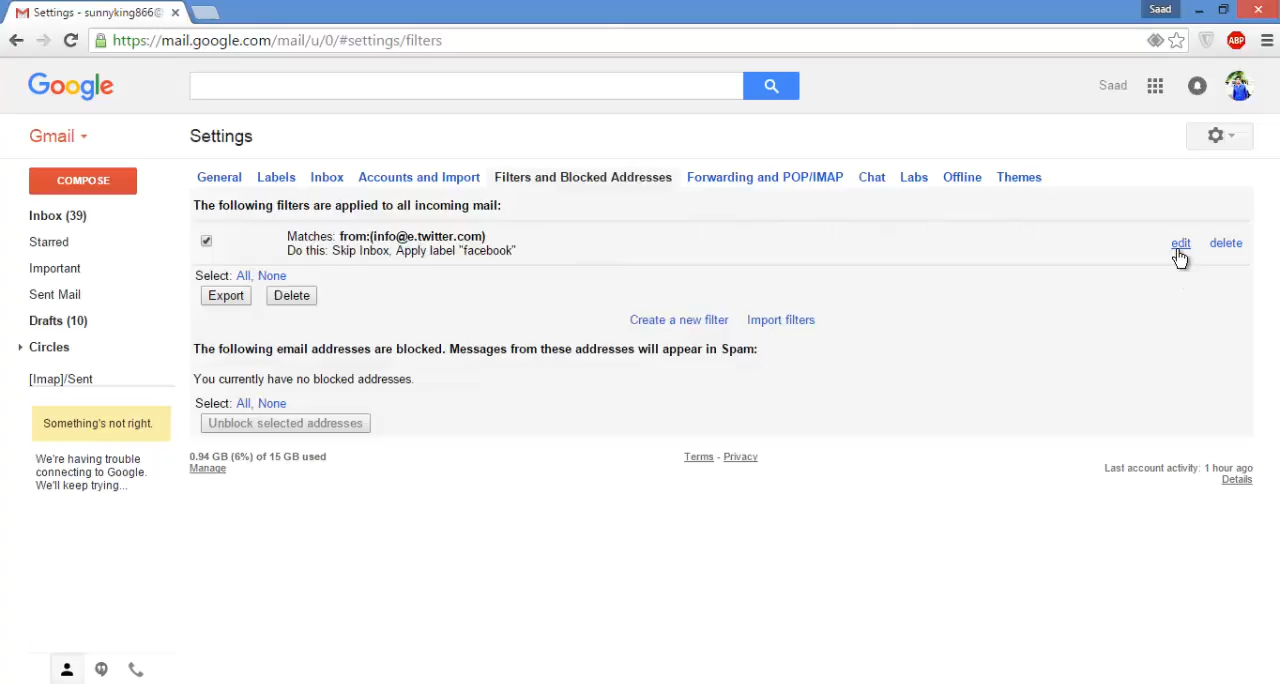 Settings - sunnyking866@
Saad
https://mail.google.com/mail/u/0/#settings/filters
ABP
Google
Saad
Gmail
Settings
COMPOSE
General Labels Inbox Accounts and Import Filters and Blocked Addresses Forwarding and POP/IMAP Chat Labs Offline Themes
Inbox (39)
Starred
Important
Sent Mail
Drafts (10)
Circles
[Imap]/Sent
Something's not right.
We're having trouble
connecting to Google.
We'll keep trying...
The following filters are applied to all incoming mail:
Matches: from:(info@e.twitter.com)
Do this: Skip Inbox, Apply label "facebook"
edit delete
Select: All, None
Export Delete
Create a new filter Import filters
The following email addresses are blocked. Messages from these addresses will appear in Spam:
You currently have no blocked addresses.
Select: All, None
Unblock selected addresses
0.94 GB (6%) of 15 GB used
Manage
Terms - Privacy
Last account activity: 1 hour ago
Details